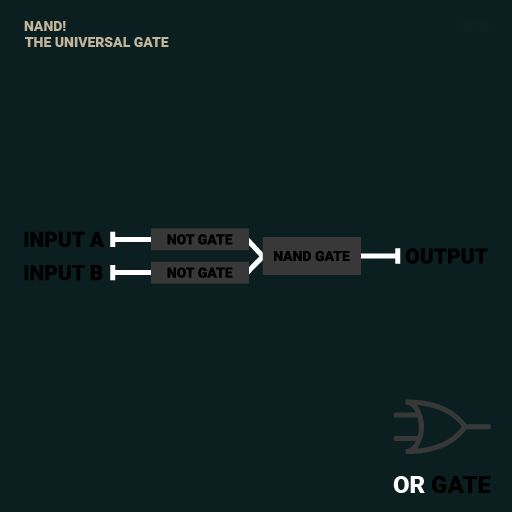 NAND!
THE UNIVERSAL GATE
INPUT A
NOT GATE
NAND GATE
OUTPUT
INPUT B
NOT GATE
OR GATE